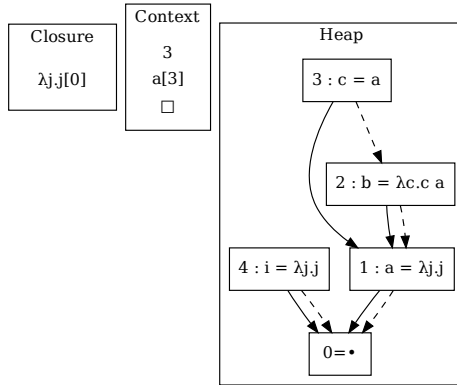 Closure
λj.j[0]
Context
3
a[3]
□
Heap
3 : c = a
2 : b = λc.c a
4 : i = λj.j
1 : a = λj.j
0=•